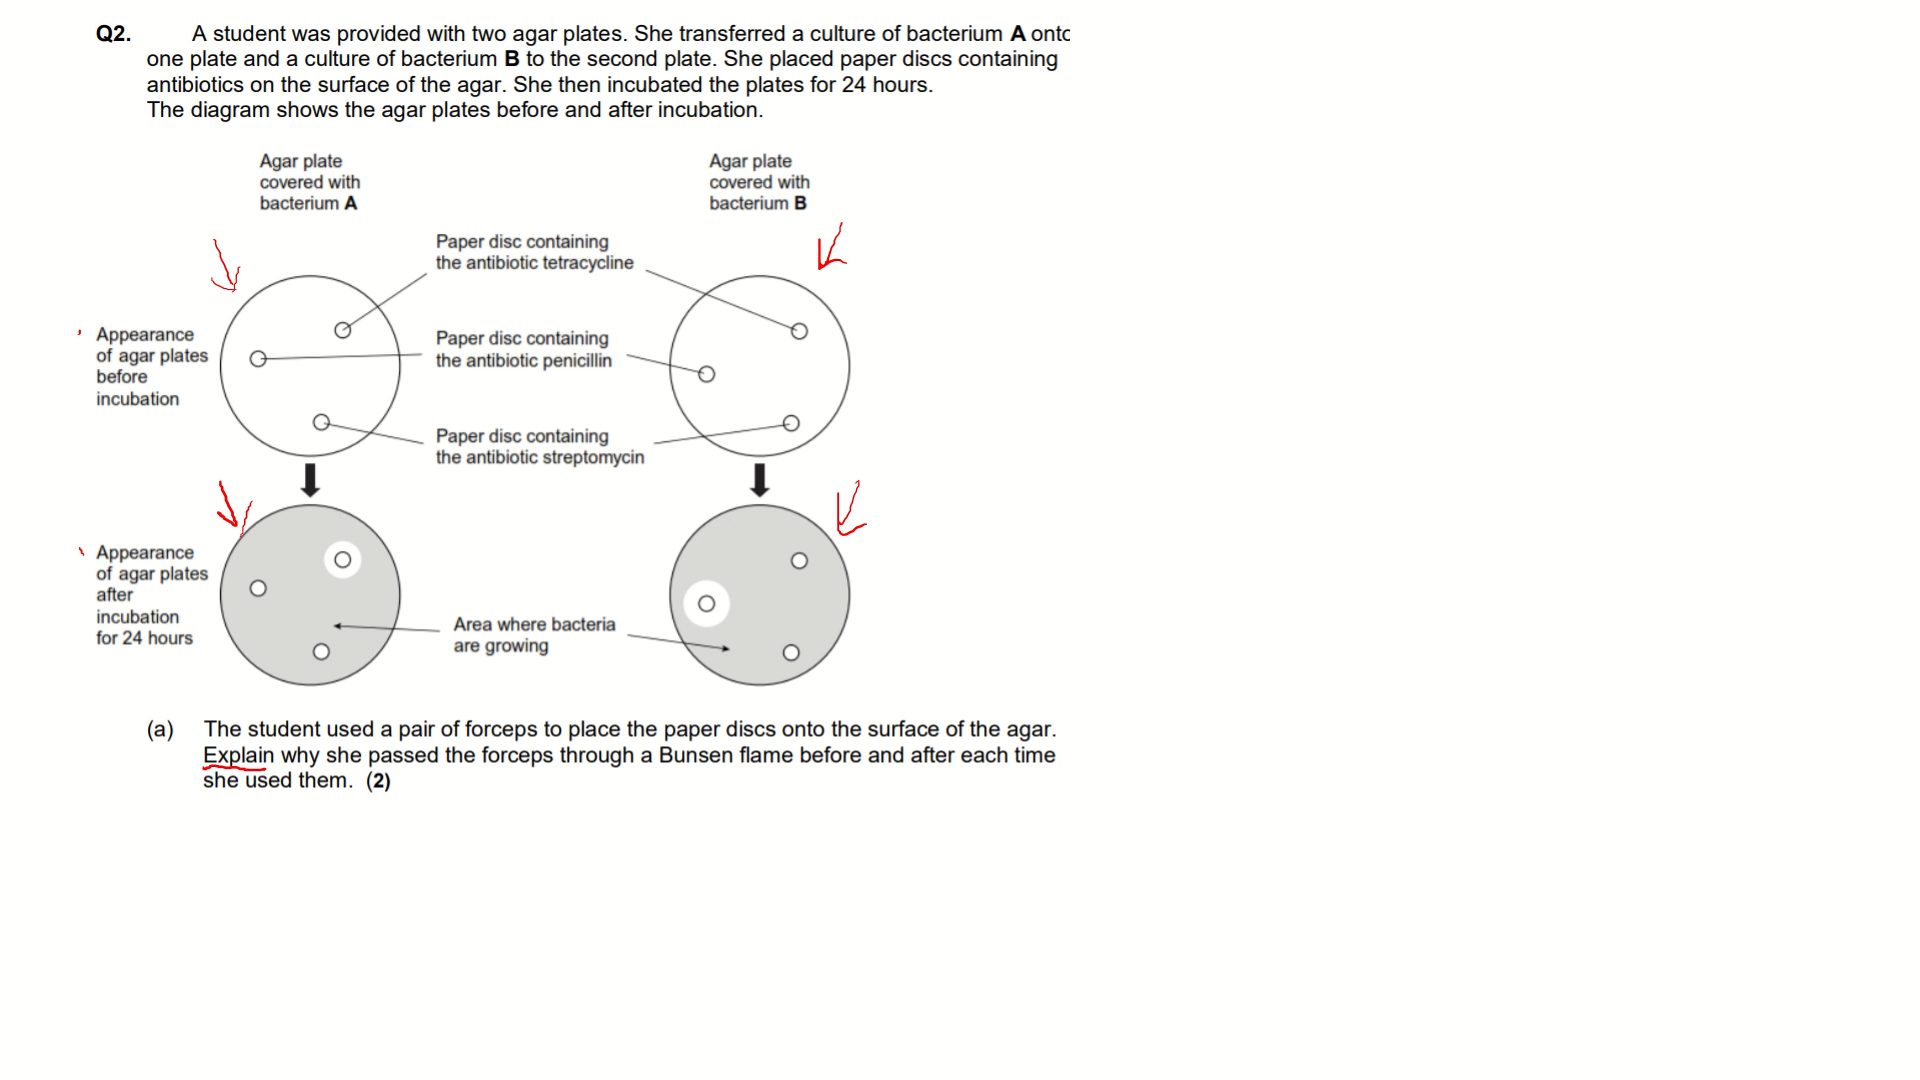 Q2. A student was provided with two agar plates. She transferred a culture of bacterium A onto
one plate and a culture of bacterium B to the second plate. She placed paper discs containing
antibiotics on the surface of the agar. She then incubated the plates for 24 hours.
The diagram shows the agar plates before and after incubation.
Agar plate
covered with
bacterium A
Agar plate
covered with
bacterium B
Paper disc containing
the antibiotic tetracycline
Appearance
of agar plates
before
incubation
Paper disc containing
the antibiotic penicillin
Paper disc containing
the antibiotic streptomycin
Appearance
of agar plates
after
incubation
for 24 hours
Area where bacteria
are growing
(a) The student used a pair of forceps to place the paper discs onto the surface of the agar.
Explain why she passed the forceps through a Bunsen flame before and after each time
she used them. (2)